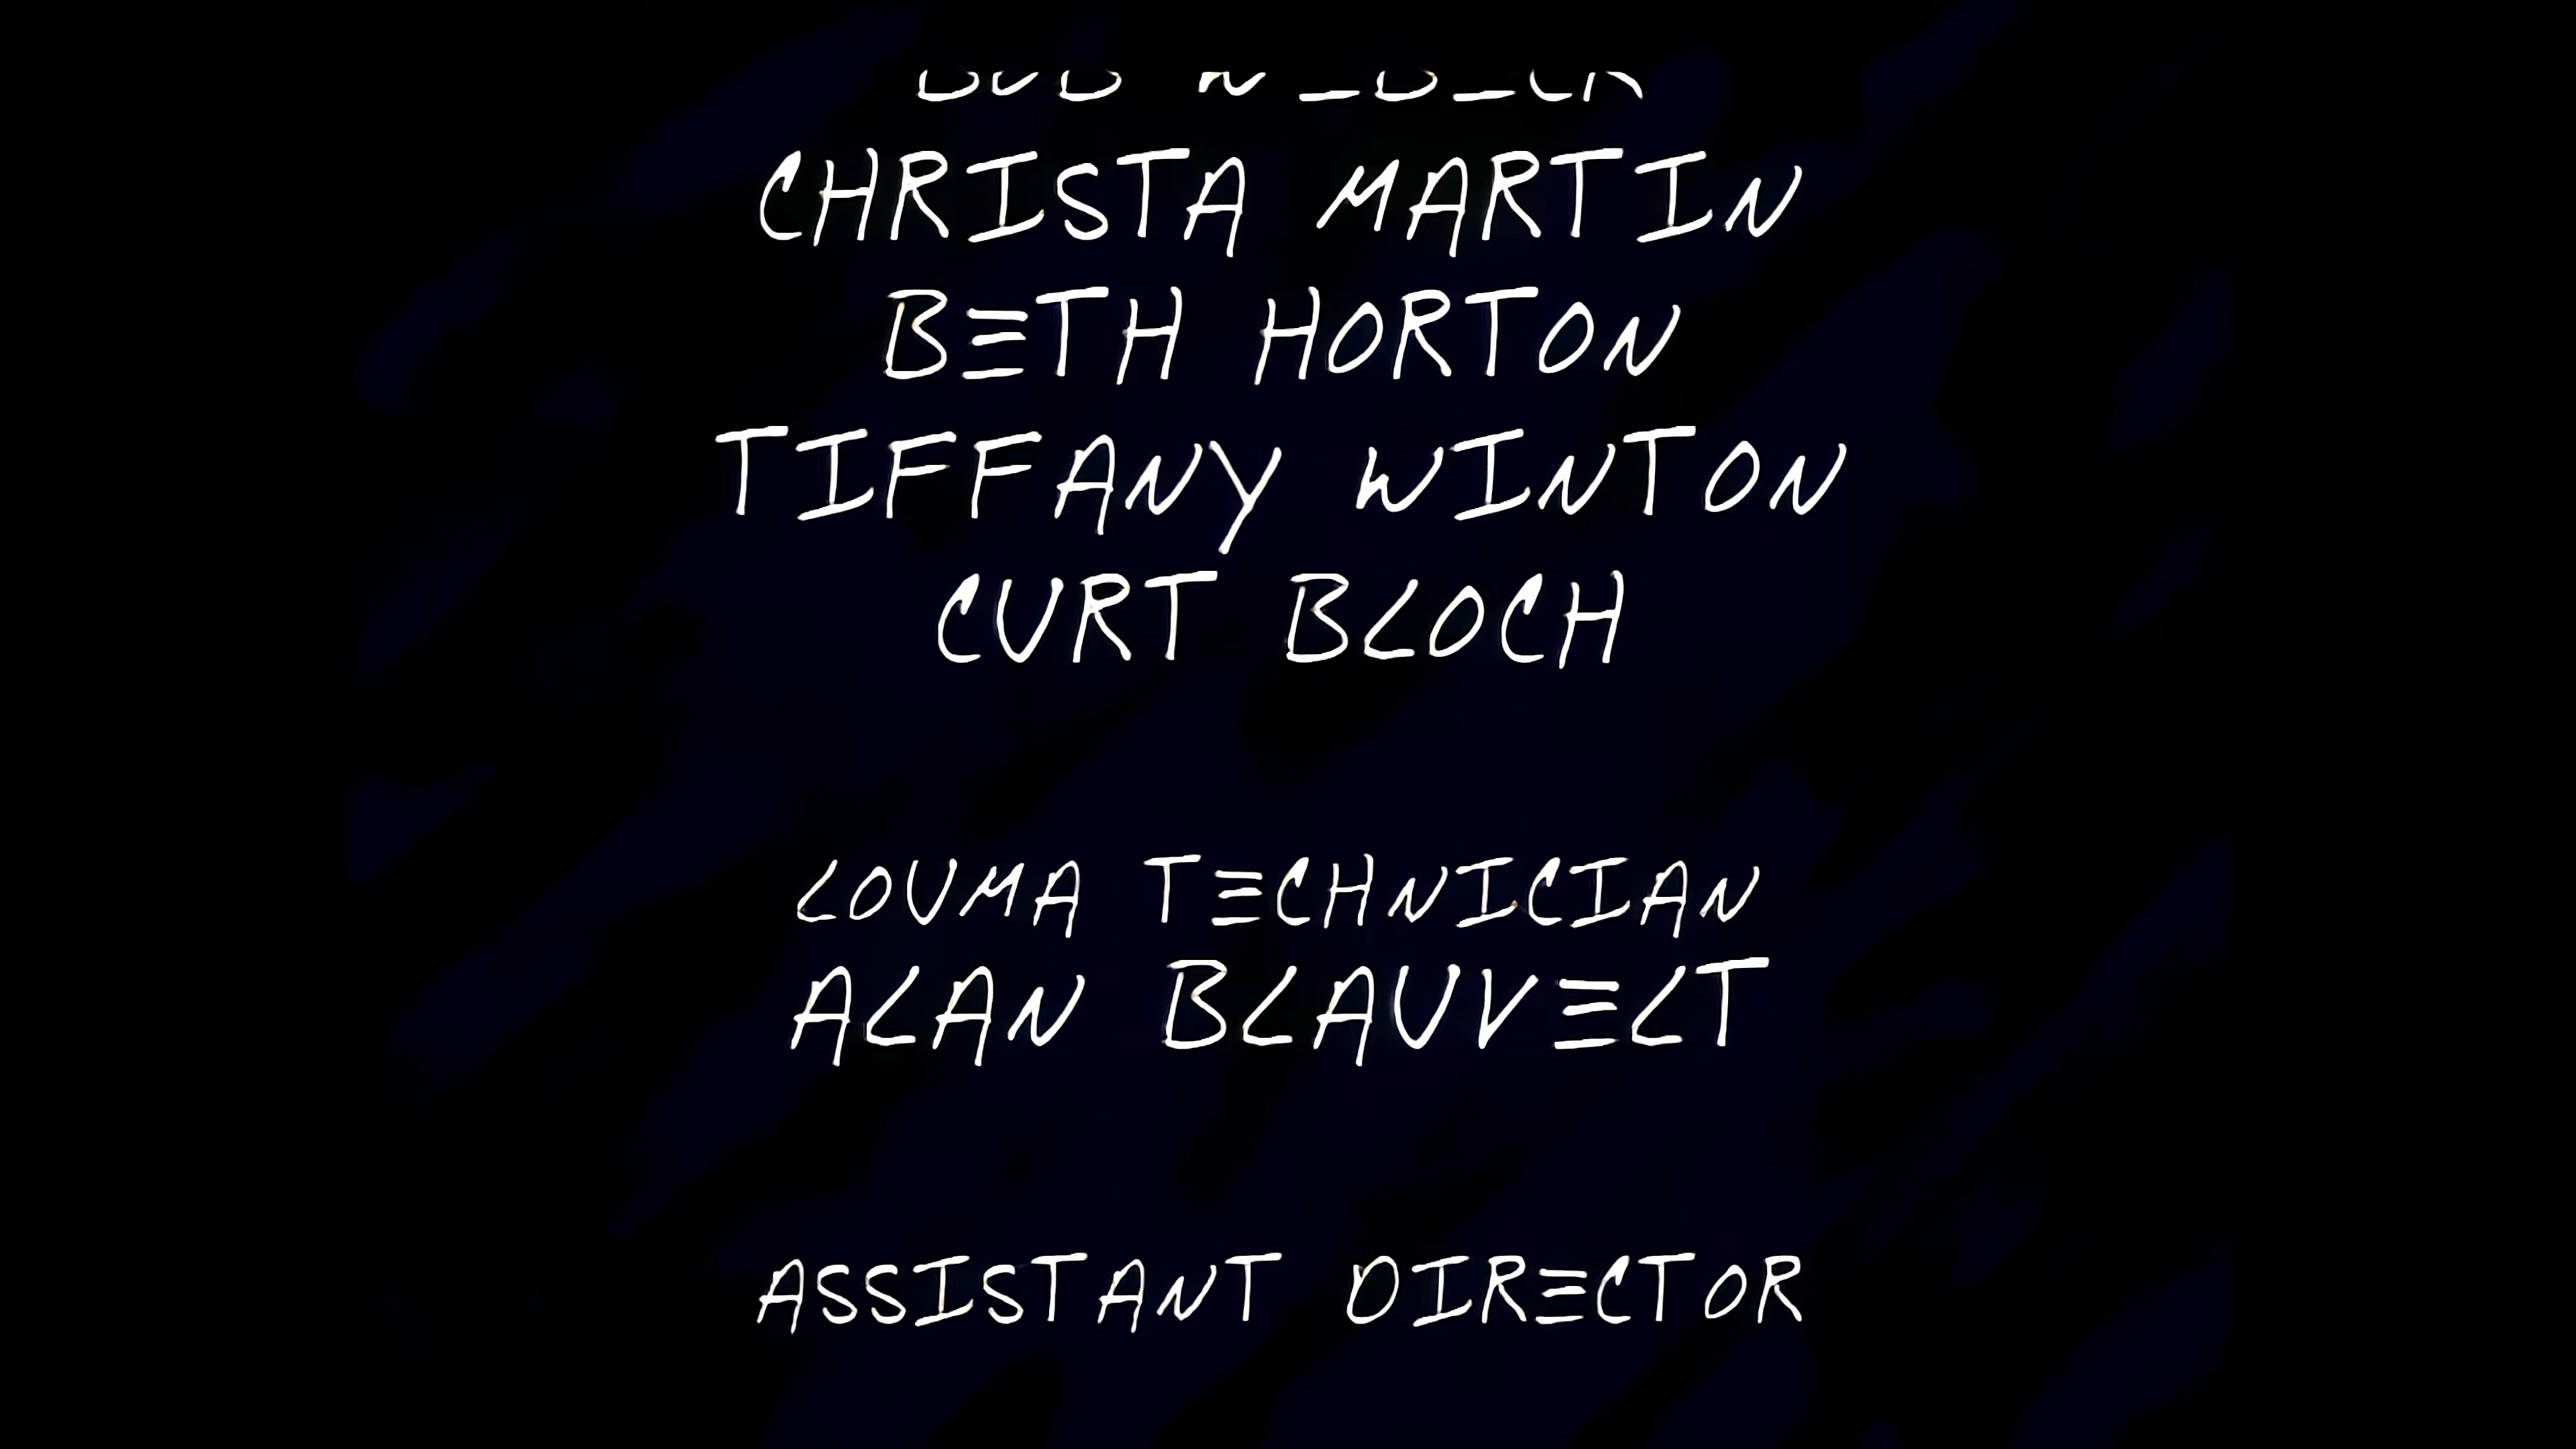 CHRISTA MARTIN
BETH HORTON
TIFFANY WINTON
CURT BLOCH
LOUMA TECHNICIAN
ALAN BLAUVELT
ASSISTANT DIRECTOR